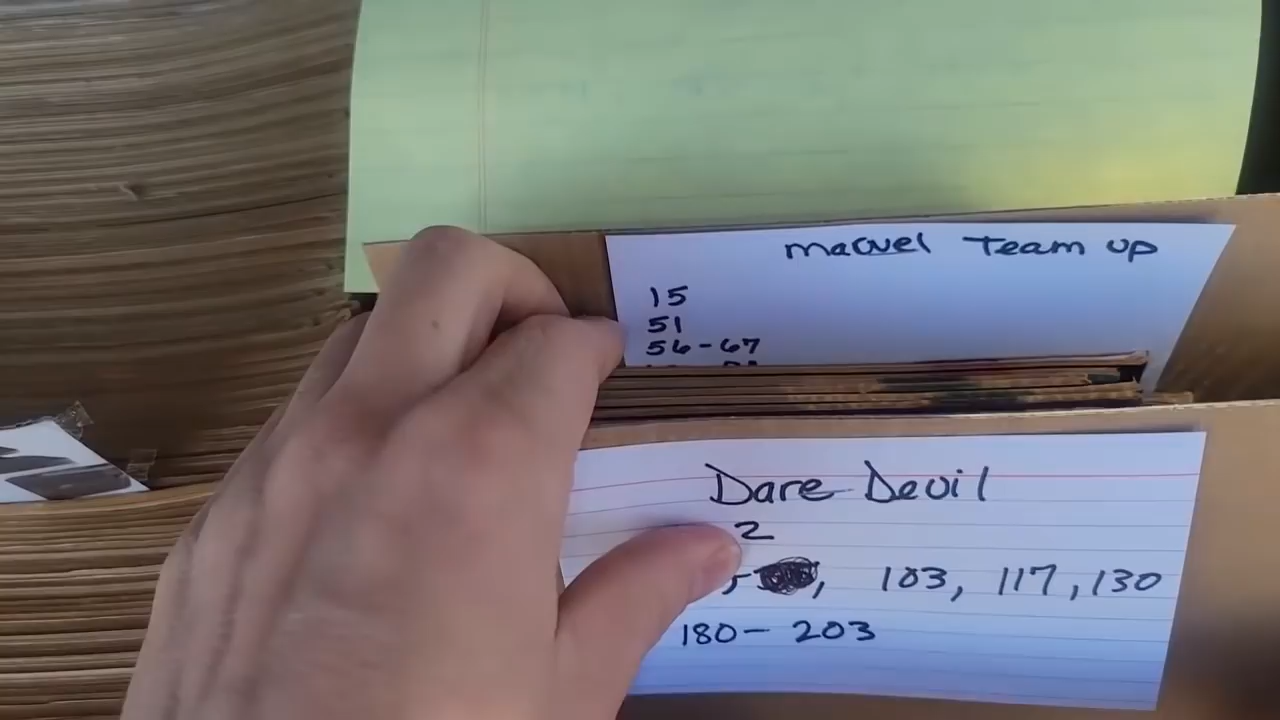 marvel Team up
15
51
56-67
Dare Devil
2
, 103, 117, 130
180- 203